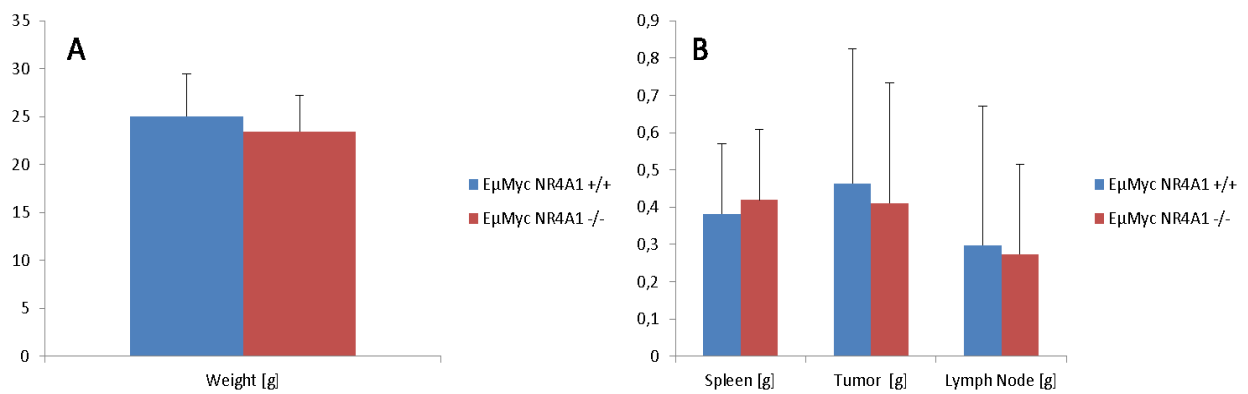 A
35
30
25
20
15
10
5
0
Weight [g]
EµMyc NR4A1 +/+
EµMyc NR4A1 -/-
B
0,9
0,8
0,7
0,6
0,5
0,4
0,3
0,2
0,1
0
Spleen [g]
Tumor [g]
Lymph Node [g]
EµMyc NR4A1 +/+
EµMyc NR4A1 -/-